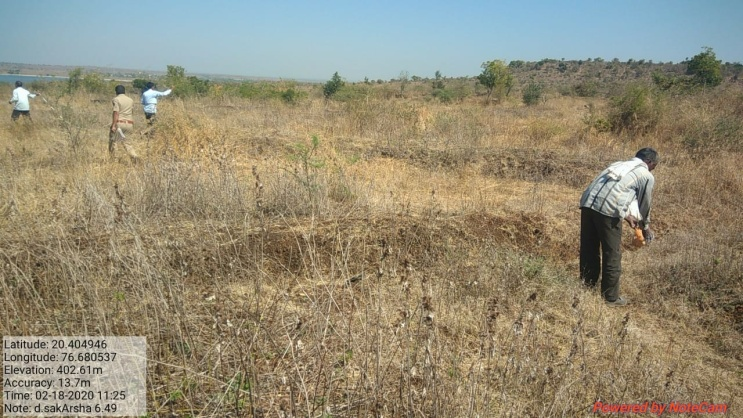 Latitude: 20.404946
Longitude: 76.680537
Elevation: 402.61m
Accuracy: 13.7m
Time: 02-18-2020 11:25
Note: d.sakArsha 6.49
Powered by NoteCam